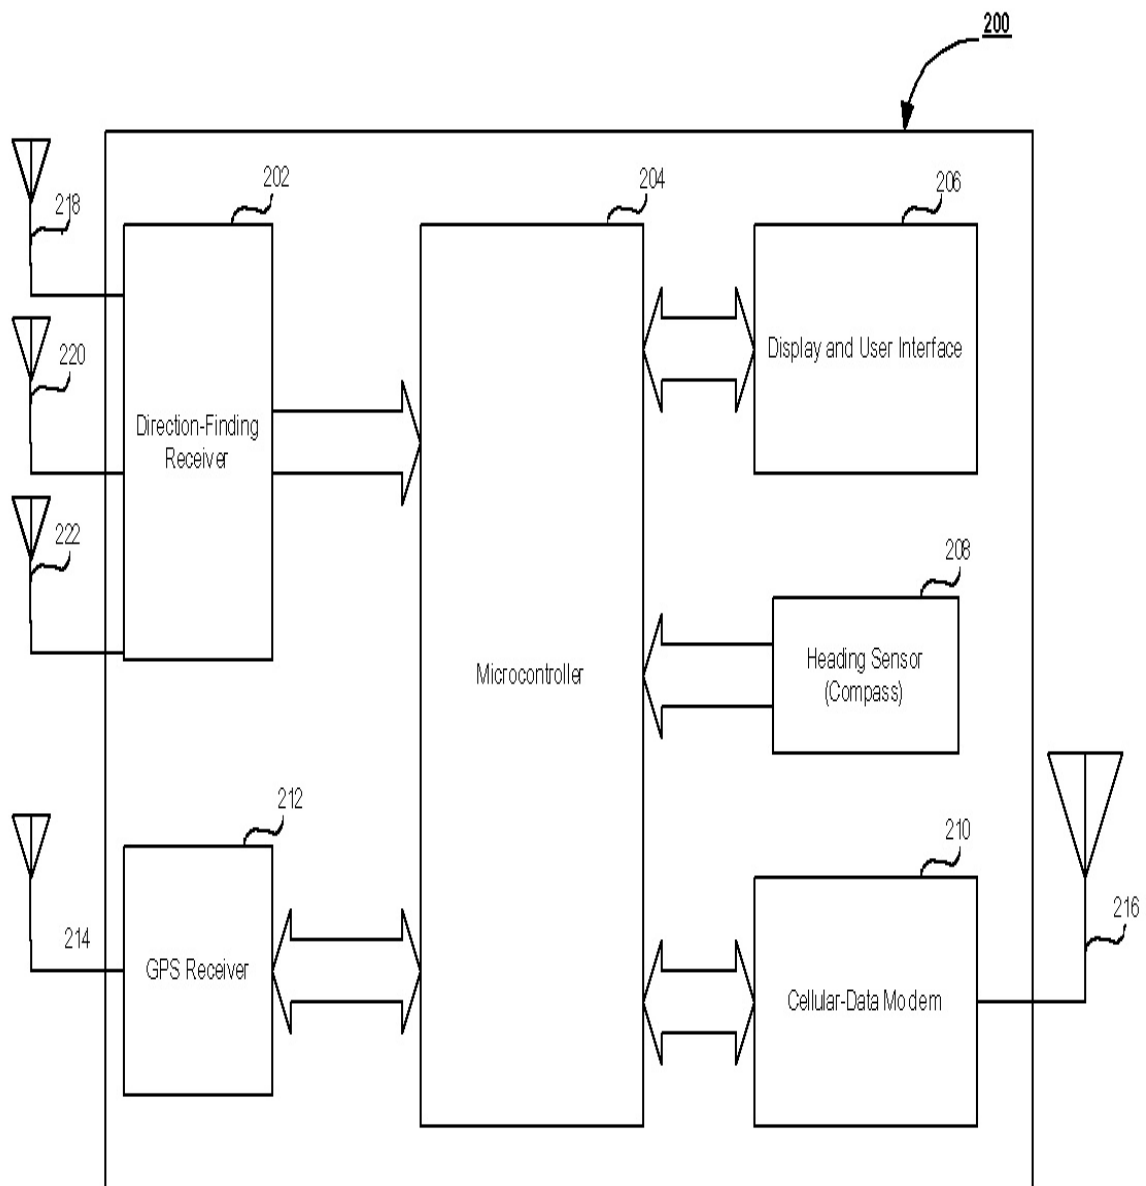 200
218
202
204
206
220
Display and User Interface
Direction-Finding
Receiver
222
208
Heading Sensor
(Compass)
Microcontroller
212
210
214
GPS Receiver
Cellular-Data Modem
216